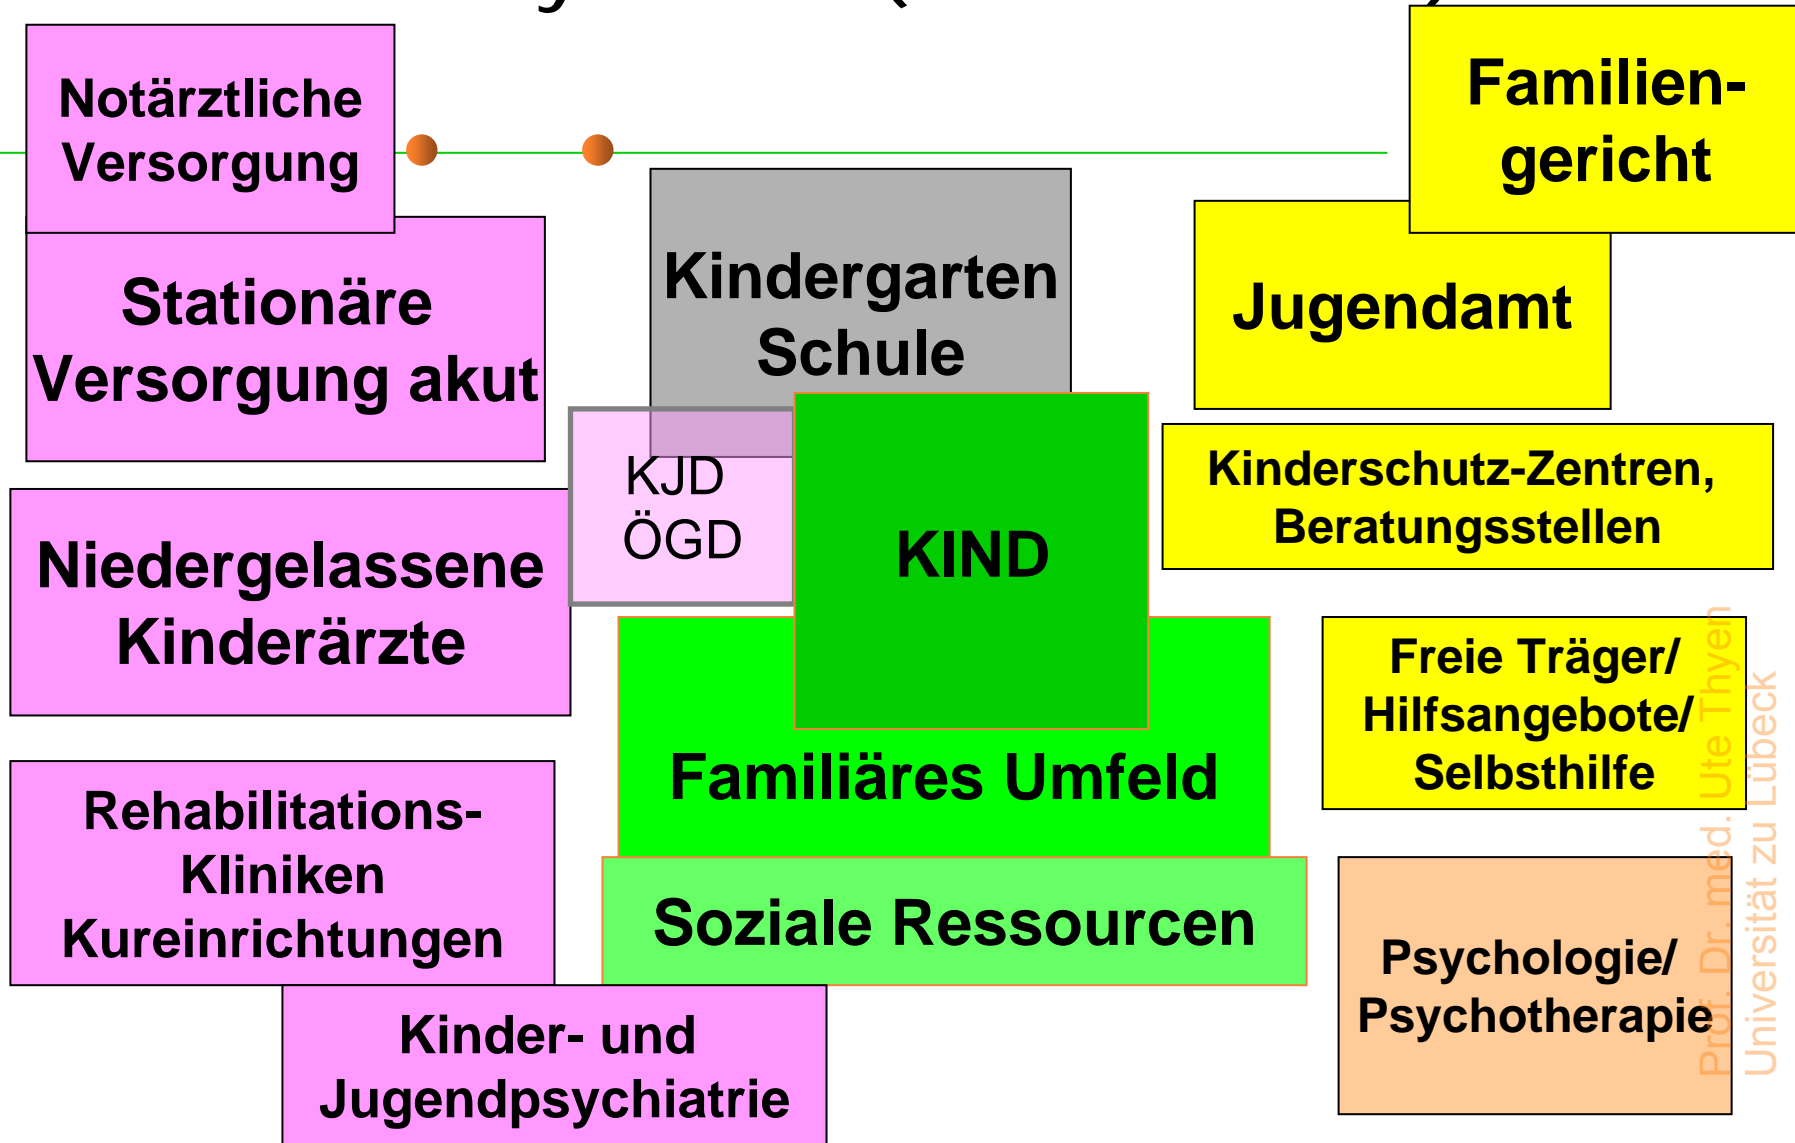 Notärztliche
Versorgung
Familien-
gericht
Stationäre
Versorgung akut
Kindergarten
Schule
Jugendamt
KJD
ÖGD
KIND
Kinderschutz-Zentren,
Beratungsstellen
Niedergelassene
Kinderärzte
Familiäres Umfeld
Freie Träger/
Hilfsangebote/
Selbsthilfe
Rehabilitations-
Kliniken
Kureinrichtungen
Soziale Ressourcen
Psychologie/
Psychotherapie
Kinder- und
Jugendpsychiatrie
Prof. Dr. med. Ute Thyen
Universität zu Lübeck